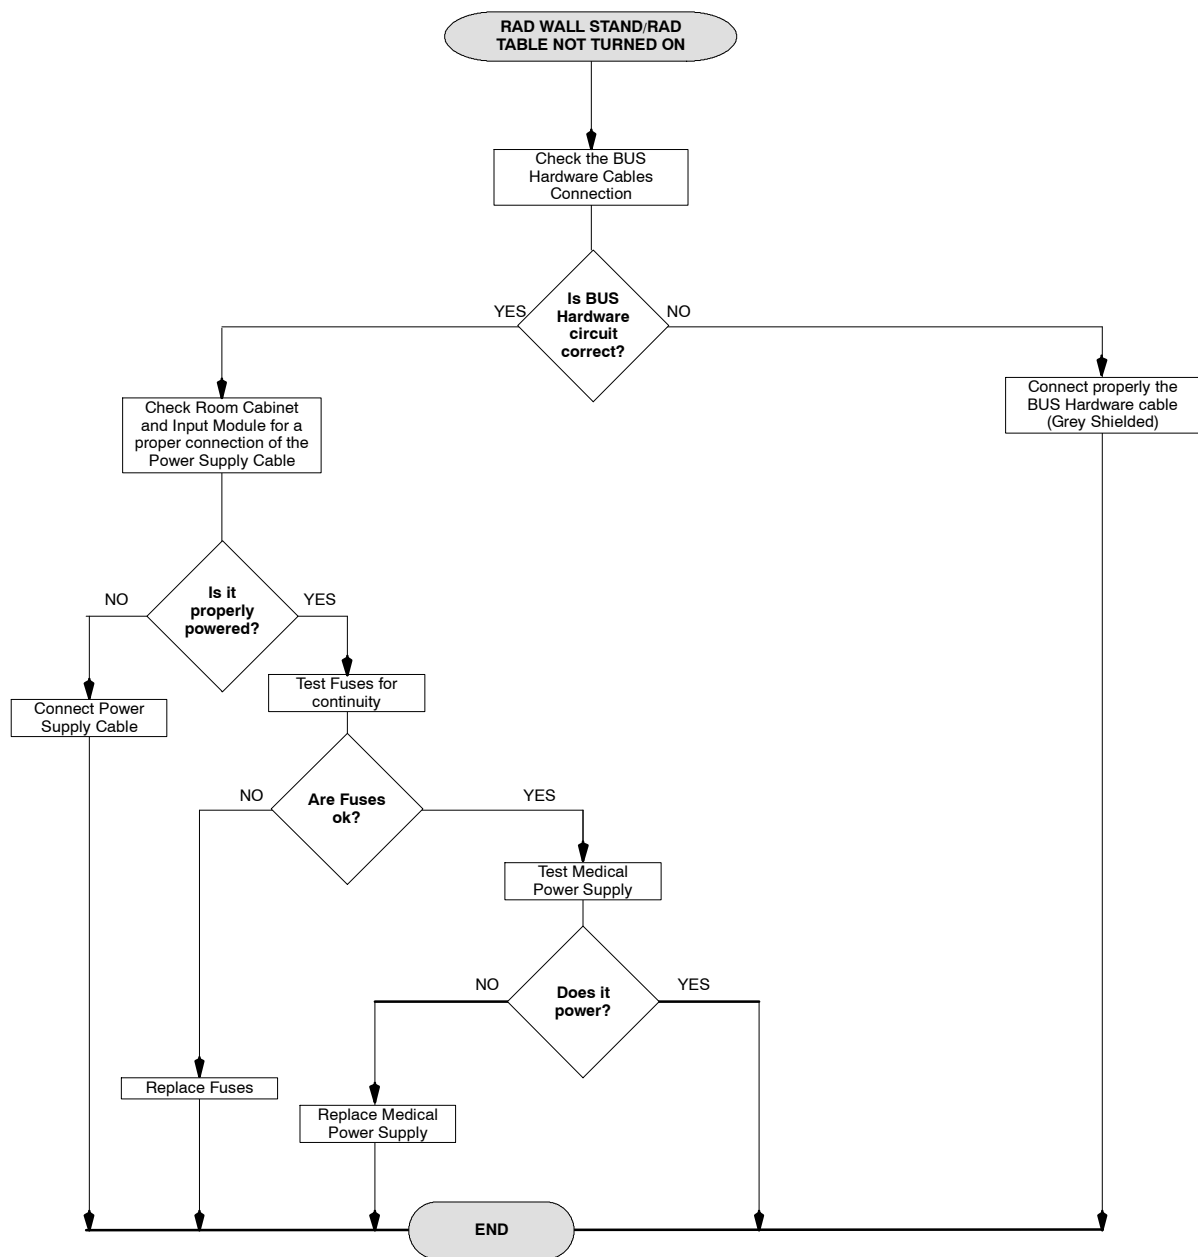 RAD WALL STAND/RAD
TABLE NOT TURNED ON
Check the BUS
Hardware Cables
Connection
Is BUS
Hardware
circuit
correct?
YES
NO
Check Room Cabinet
and Input Module for a
proper connection of the
Power Supply Cable
Connect properly the
BUS Hardware cable
(Grey Shielded)
Is it
properly
powered?
NO
YES
Connect Power
Supply Cable
Test Fuses for
continuity
Are Fuses
ok?
NO
YES
Test Medical
Power Supply
Does it
power?
NO
YES
Replace Fuses
Replace Medical
Power Supply
END